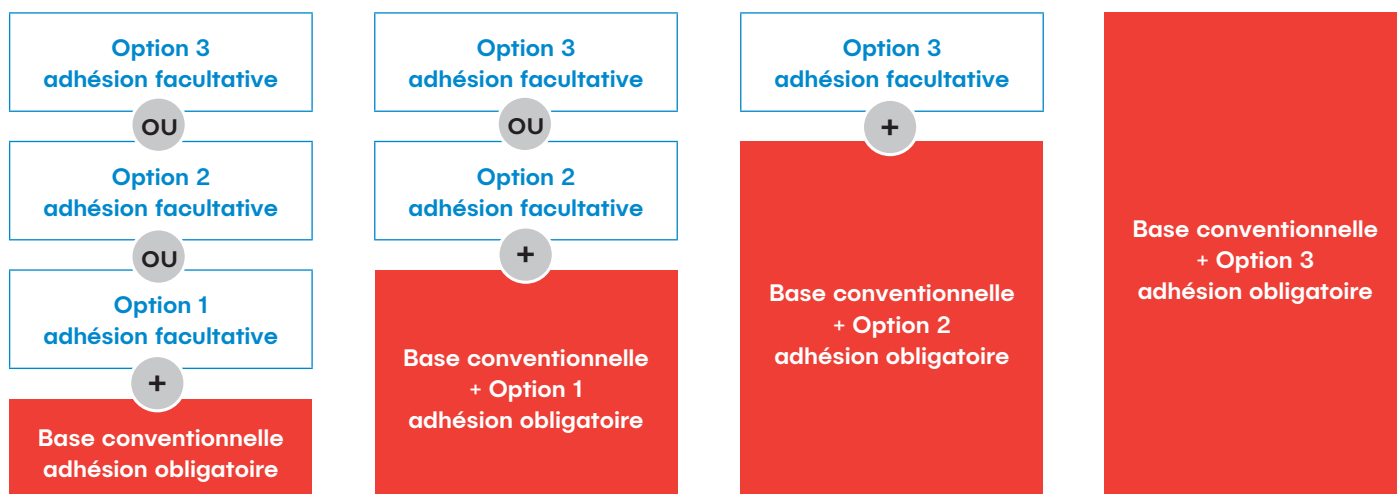 Option 3
adhésion facultative
OU
Option 2
adhésion facultative
OU
Option 1
adhésion facultative
+
Base conventionnelle
adhésion obligatoire
Option 3
adhésion facultative
OU
Option 2
adhésion facultative
+
Base conventionnelle
+ Option 1
adhésion obligatoire
Option 3
adhésion facultative
+
Base conventionnelle
+ Option 2
adhésion obligatoire
Base conventionnelle
+ Option 3
adhésion obligatoire